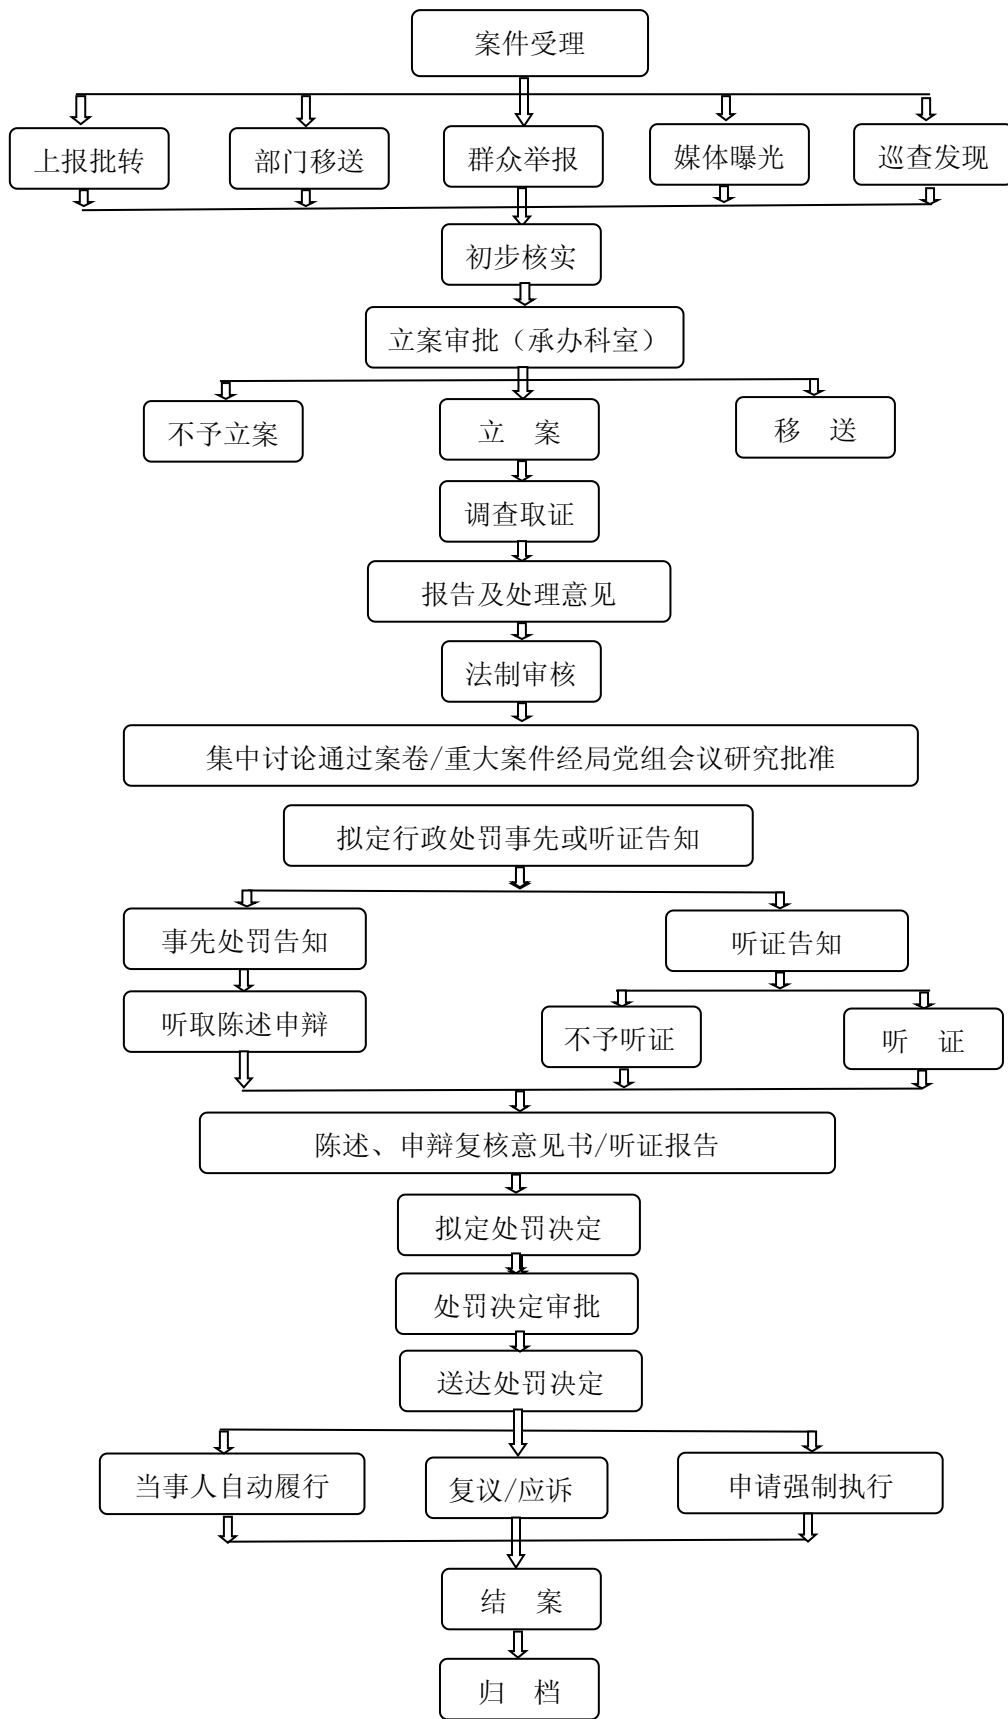 案件受理
上报批转
部门移送
群众举报
媒体曝光
巡查发现
初步核实
立案审批（承办科室）
不予立案
立　案
移　送
调查取证
报告及处理意见
法制审核
集中讨论通过案卷/重大案件经局党组会议研究批准
拟定行政处罚事先或听证告知
事先处罚告知
听证告知
听取陈述申辩
不予听证
听　证
陈述、申辩复核意见书/听证报告
拟定处罚决定
处罚决定审批
送达处罚决定
当事人自动履行
复议/应诉
申请强制执行
结　案
归　档